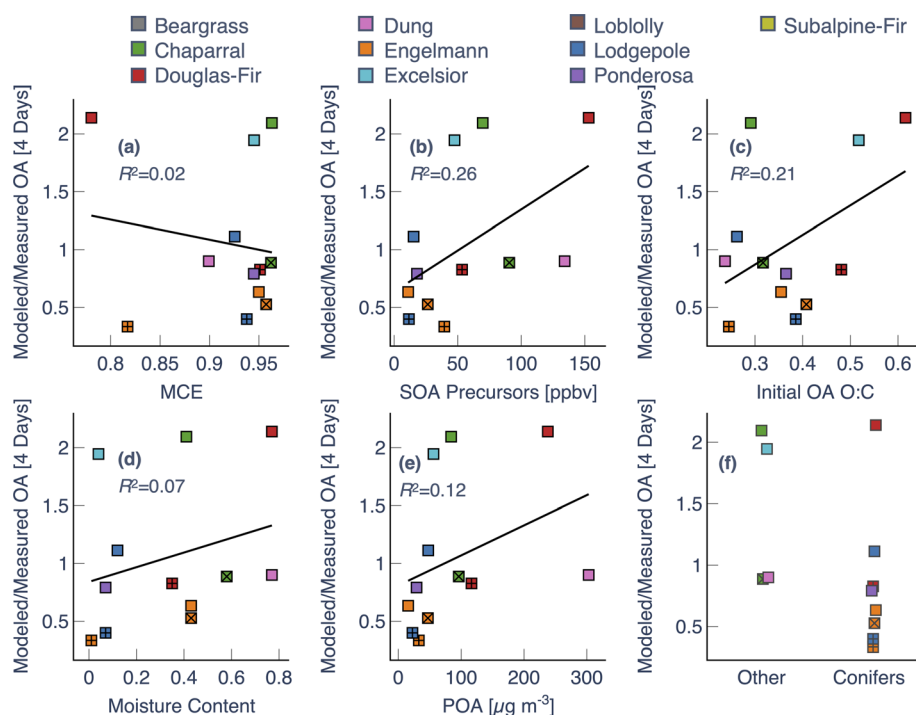 Beargrass Dung Loblolly Subalpine-Fir
Chaparral Engelmann Lodgepole
Douglas-Fir Excelsior Ponderosa
Modeled/Measured OA [4 Days]
2
1.5
1
0.5
(a)
R²=0.02
0.8 0.85 0.9 0.95
MCE
Modeled/Measured OA [4 Days]
2
1.5
1
0.5
(b)
R²=0.26
0 50 100 150
SOA Precursors [ppbv]
Modeled/Measured OA [4 Days]
2
1.5
1
0.5
(c)
R²=0.21
0.3 0.4 0.5 0.6
Initial OA O:C
Modeled/Measured OA [4 Days]
2
1.5
1
0.5
(d)
R²=0.07
0 0.2 0.4 0.6 0.8
Moisture Content
Modeled/Measured OA [4 Days]
2
1.5
1
0.5
(e)
R²=0.12
0 100 200 300
POA [µg m⁻³]
Modeled/Measured OA [4 Days]
2
1.5
1
0.5
(f)
Other Conifers